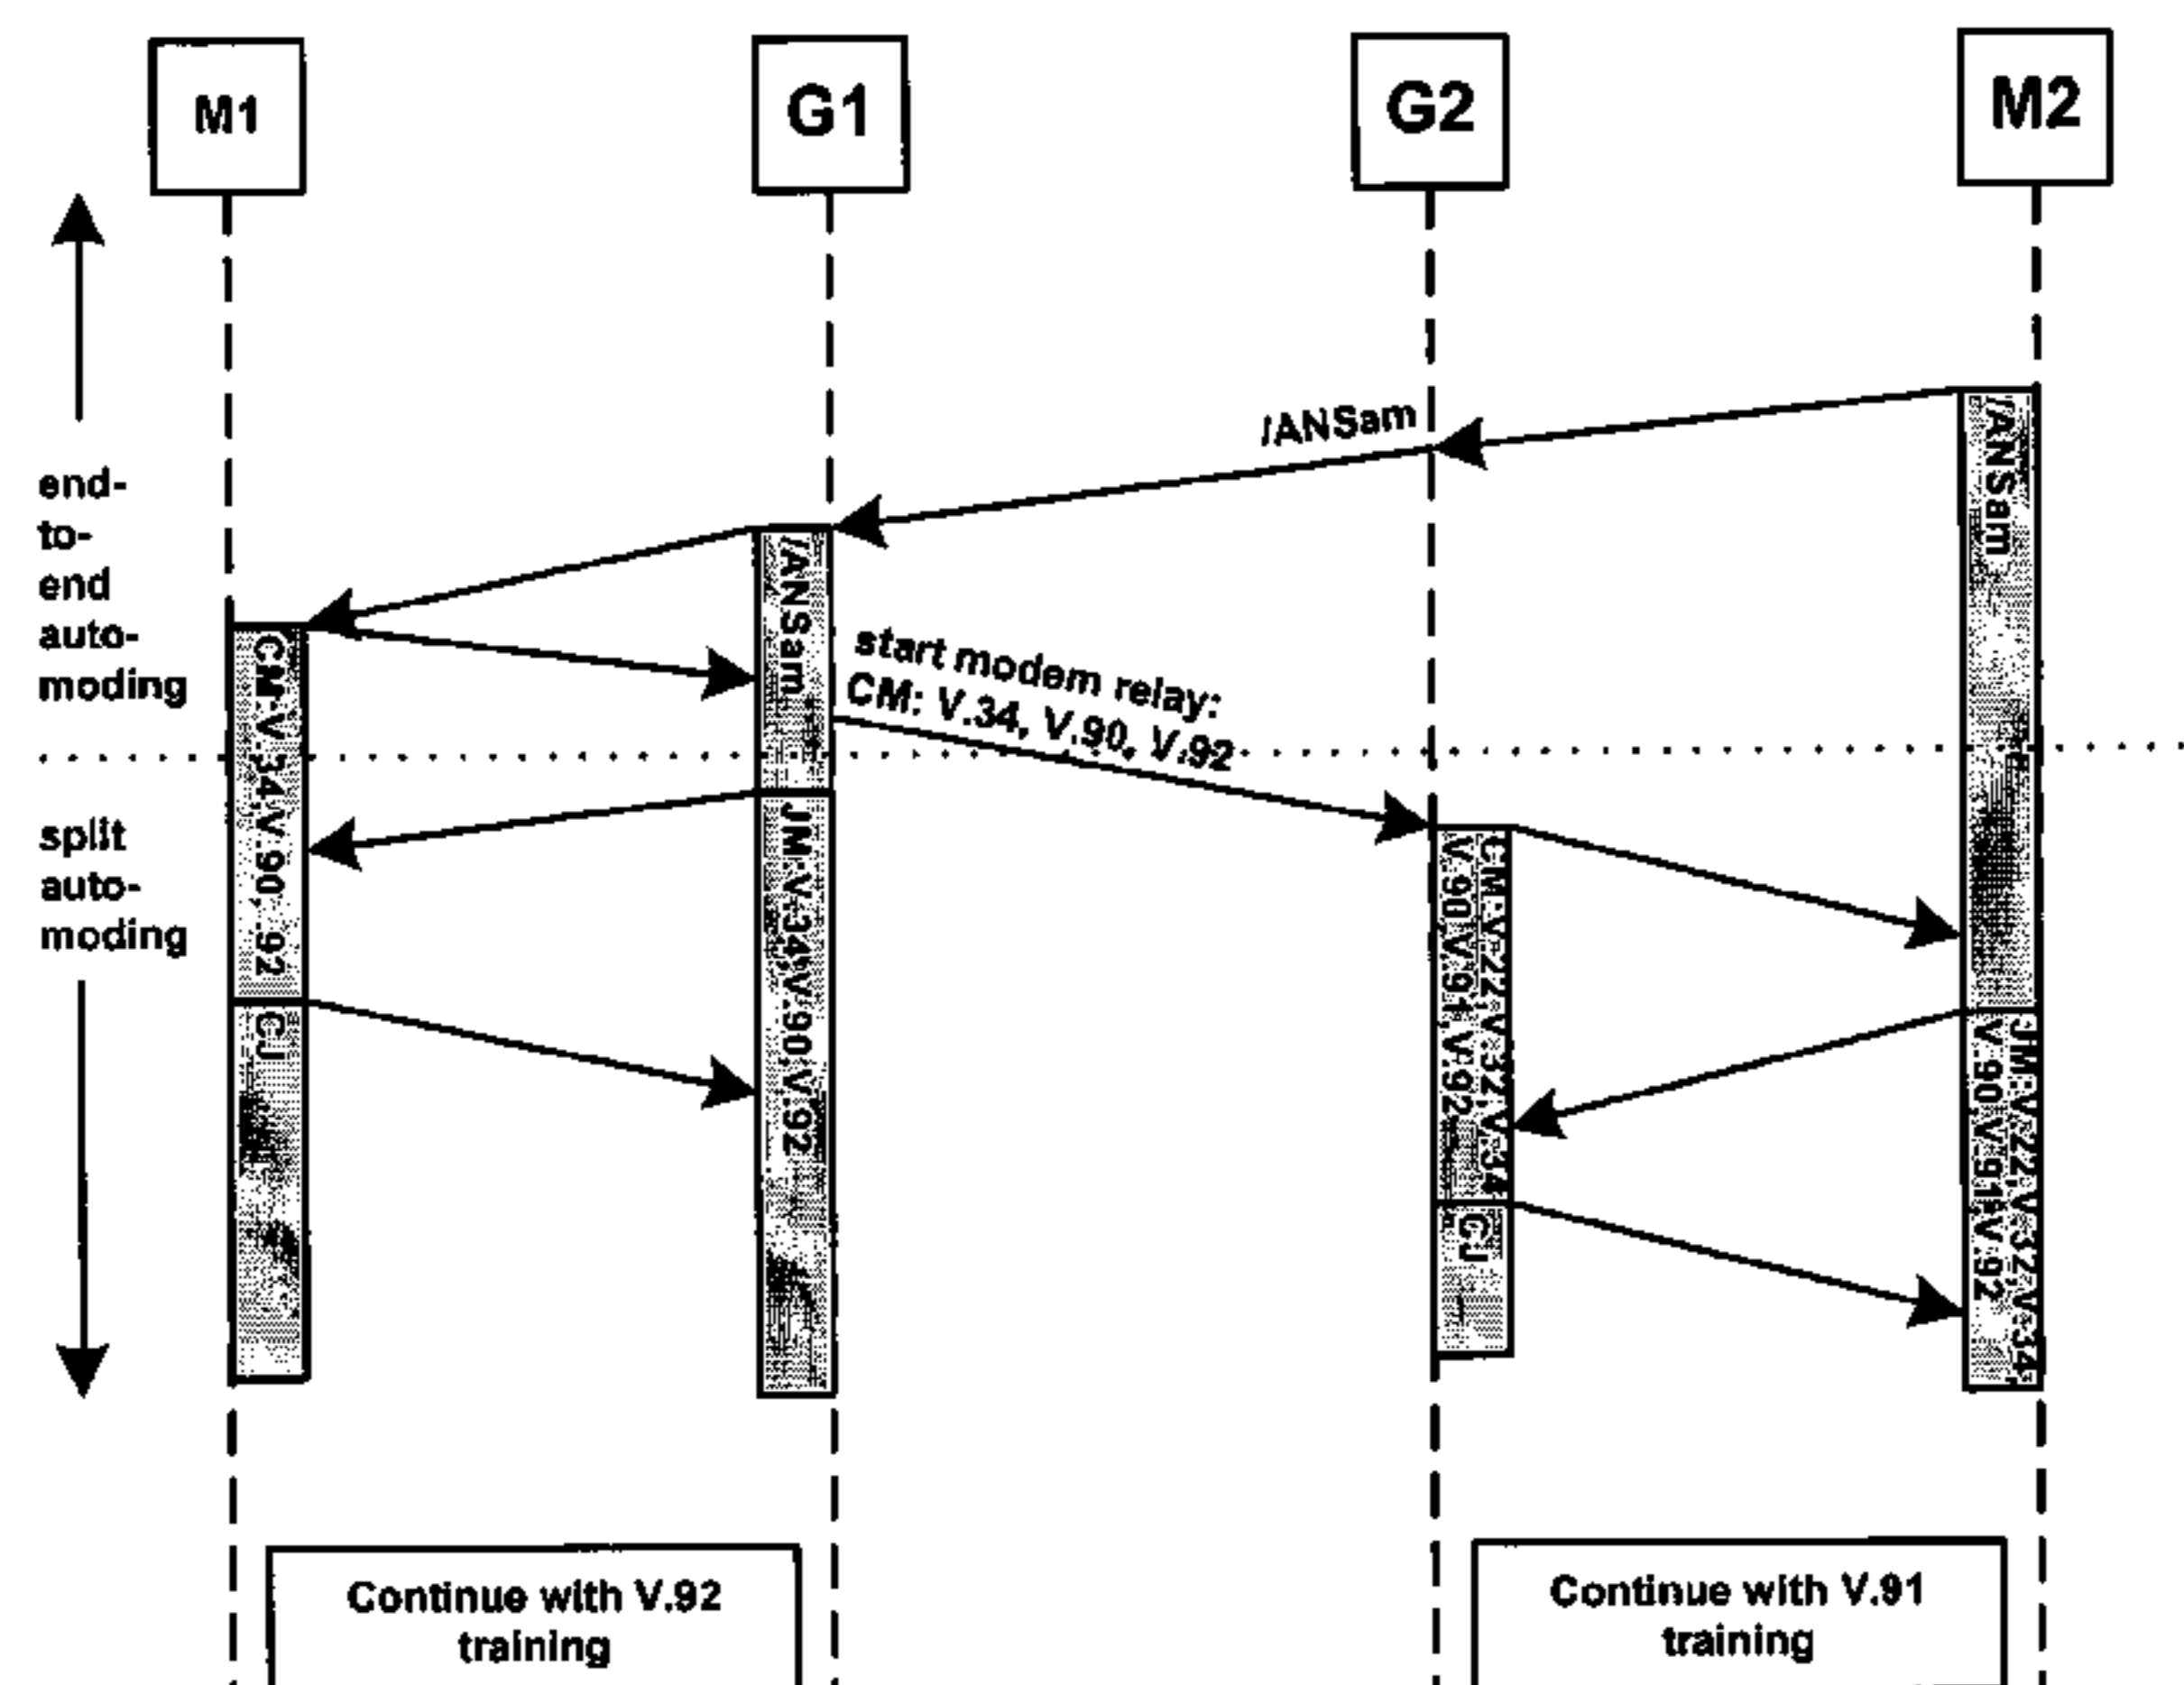 M1
G1
G2
M2
/ANSam
/ANSam
/ANSam
end-
to-
end
auto-
moding
start modem relay:
CM: V.34, V.90, V.92
CM:V.34,V.90,.92
split
auto-
moding
JM:V.34,V.90,V.92
CM:V.22,V.32,V.34
V.90,V.91,V.92
CJ
JM:V.22,V.32,V.34,
V.90,V.91,V.92
CJ
Continue with V.92
training
Continue with V.91
training